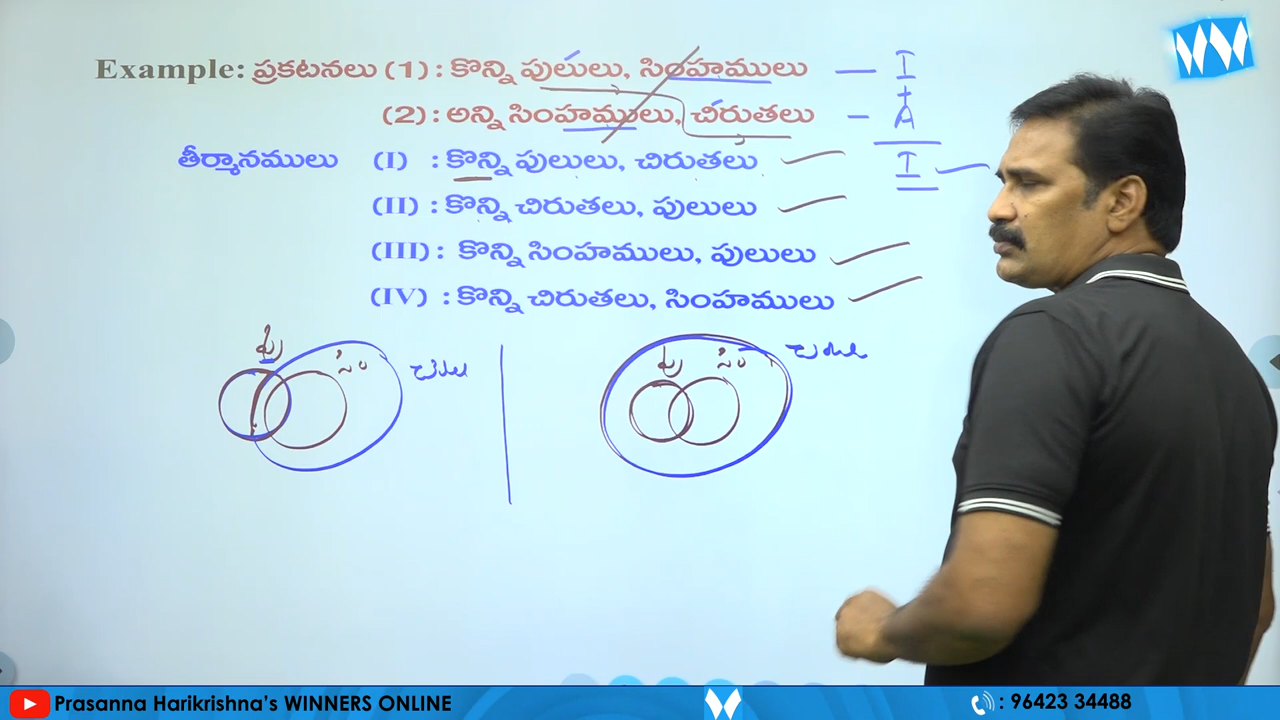 Example: ప్రకటనలు (1) : కొన్ని పులులు, సింహములు — I
+
(2) : అన్ని సింహములు, చిరుతలు — A
తీర్మానములు (I) : కొన్ని పులులు, చిరుతలు I
(II) : కొన్ని చిరుతలు, పులులు
(III) : కొన్ని సింహములు, పులులు
(IV) : కొన్ని చిరుతలు, సింహములు
పు సిం
పు సిం
Prasanna Harikrishna's WINNERS ONLINE : 96423 34488